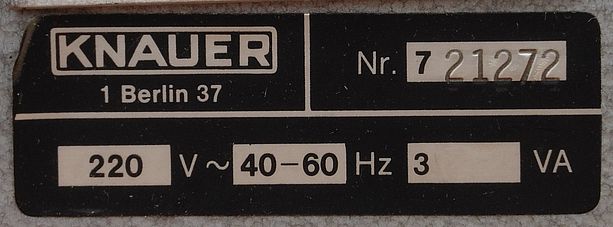 KNAUER
1 Berlin 37
Nr. 7 21272
220 V ~ 40-60 Hz 3 VA